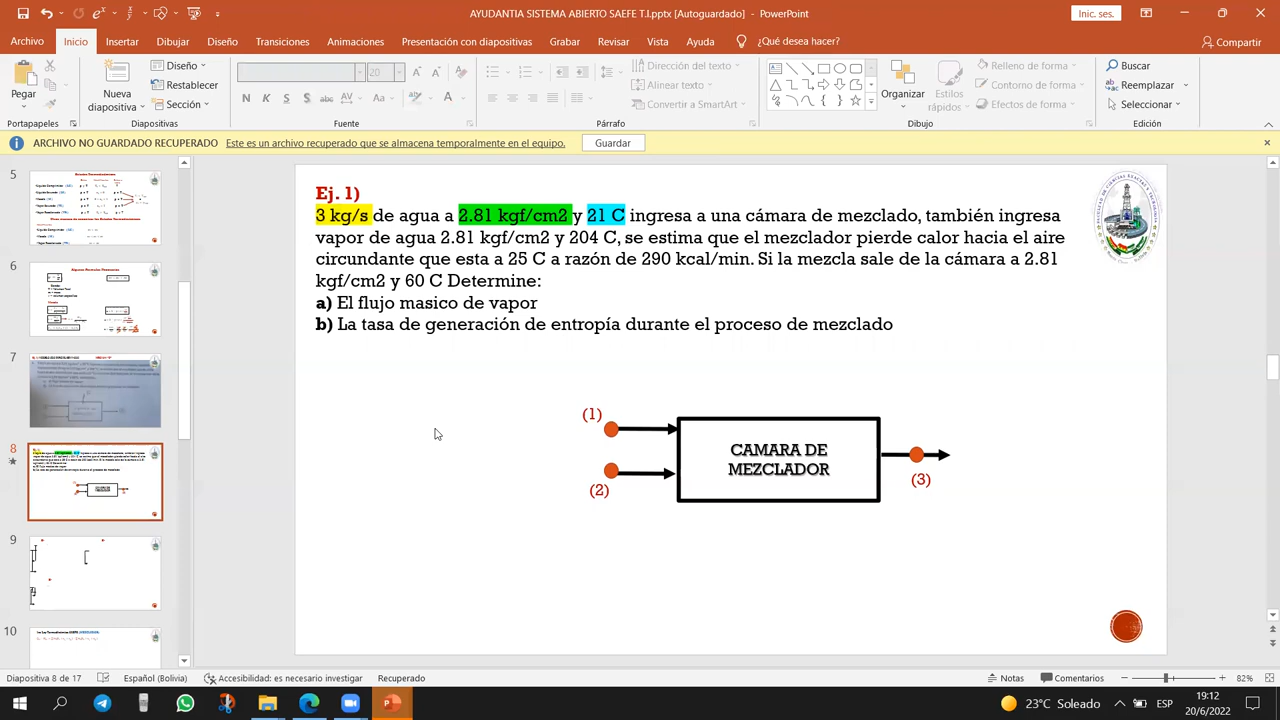 AYUDANTIA SISTEMA ABIERTO SAEFE T.I.pptx [Autoguardado] - PowerPoint
Inic. ses.
Archivo Inicio Insertar Dibujar Diseño Transiciones Animaciones Presentación con diapositivas Grabar Revisar Vista Ayuda ¿Qué desea hacer? Compartir
Pegar
Nueva diapositiva
Diseño
Restablecer
Sección
20
N K S S AV Aa A
Dirección del texto
Alinear texto
Convertir a SmartArt
Organizar
Estilos rápidos
Relleno de forma
Contorno de forma
Efectos de forma
Buscar
Reemplazar
Seleccionar
Portapapeles Diapositivas Fuente Párrafo Dibujo Edición
ARCHIVO NO GUARDADO RECUPERADO Este es un archivo recuperado que se almacena temporalmente en el equipo. Guardar
5
7
8
9
10
Ej. 1)
3 kg/s de agua a 2.81 kgf/cm2 y 21 C ingresa a una cámara de mezclado, también ingresa
vapor de agua 2.81 kgf/cm2 y 204 C, se estima que el mezclador pierde calor hacia el aire
circundante que esta a 25 C a razón de 290 kcal/min. Si la mezcla sale de la cámara a 2.81
kgf/cm2 y 60 C Determine:
a) El flujo masico de vapor
b) La tasa de generación de entropía durante el proceso de mezclado
(1)
(2)
CAMARA DE
MEZCLADOR
(3)
Diapositiva 8 de 17 Español (Bolivia) Accesibilidad: es necesario investigar Recuperado Notas Comentarios 82%
23°C Soleado ESP
19:12
20/6/2022